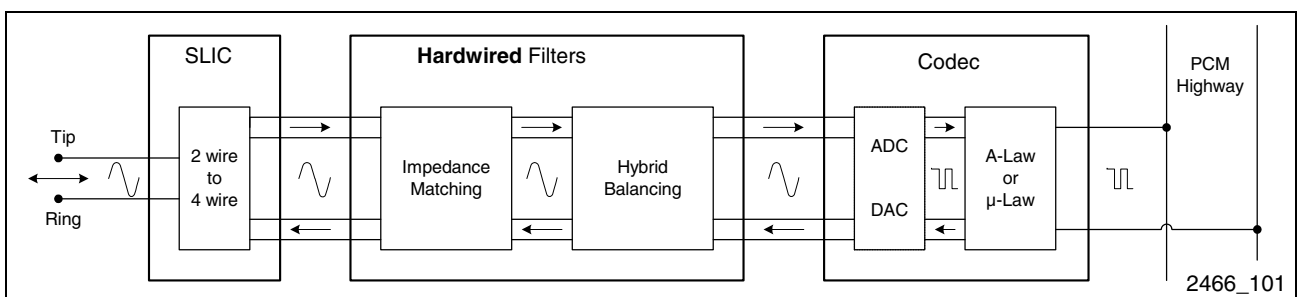 SLIC
Hardwired Filters
Codec
PCM
Highway
Tip
Ring
2 wire
to
4 wire
Impedance
Matching
Hybrid
Balancing
ADC
DAC
A-Law
or
µ-Law
2466_101